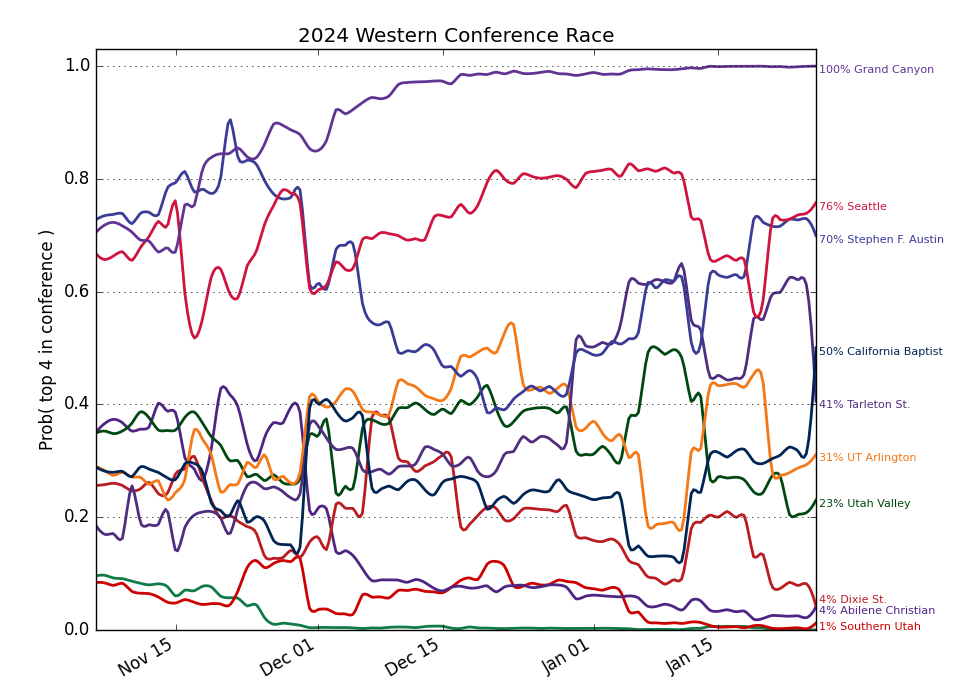 2024 Western Conference Race
Prob( top 4 in conference )
1.0
0.8
0.6
0.4
0.2
0.0
Nov 15
Dec 01
Dec 15
Jan 01
Jan 15
100% Grand Canyon
76% Seattle
70% Stephen F. Austin
50% California Baptist
41% Tarleton St.
31% UT Arlington
23% Utah Valley
4% Dixie St.
4% Abilene Christian
1% Southern Utah